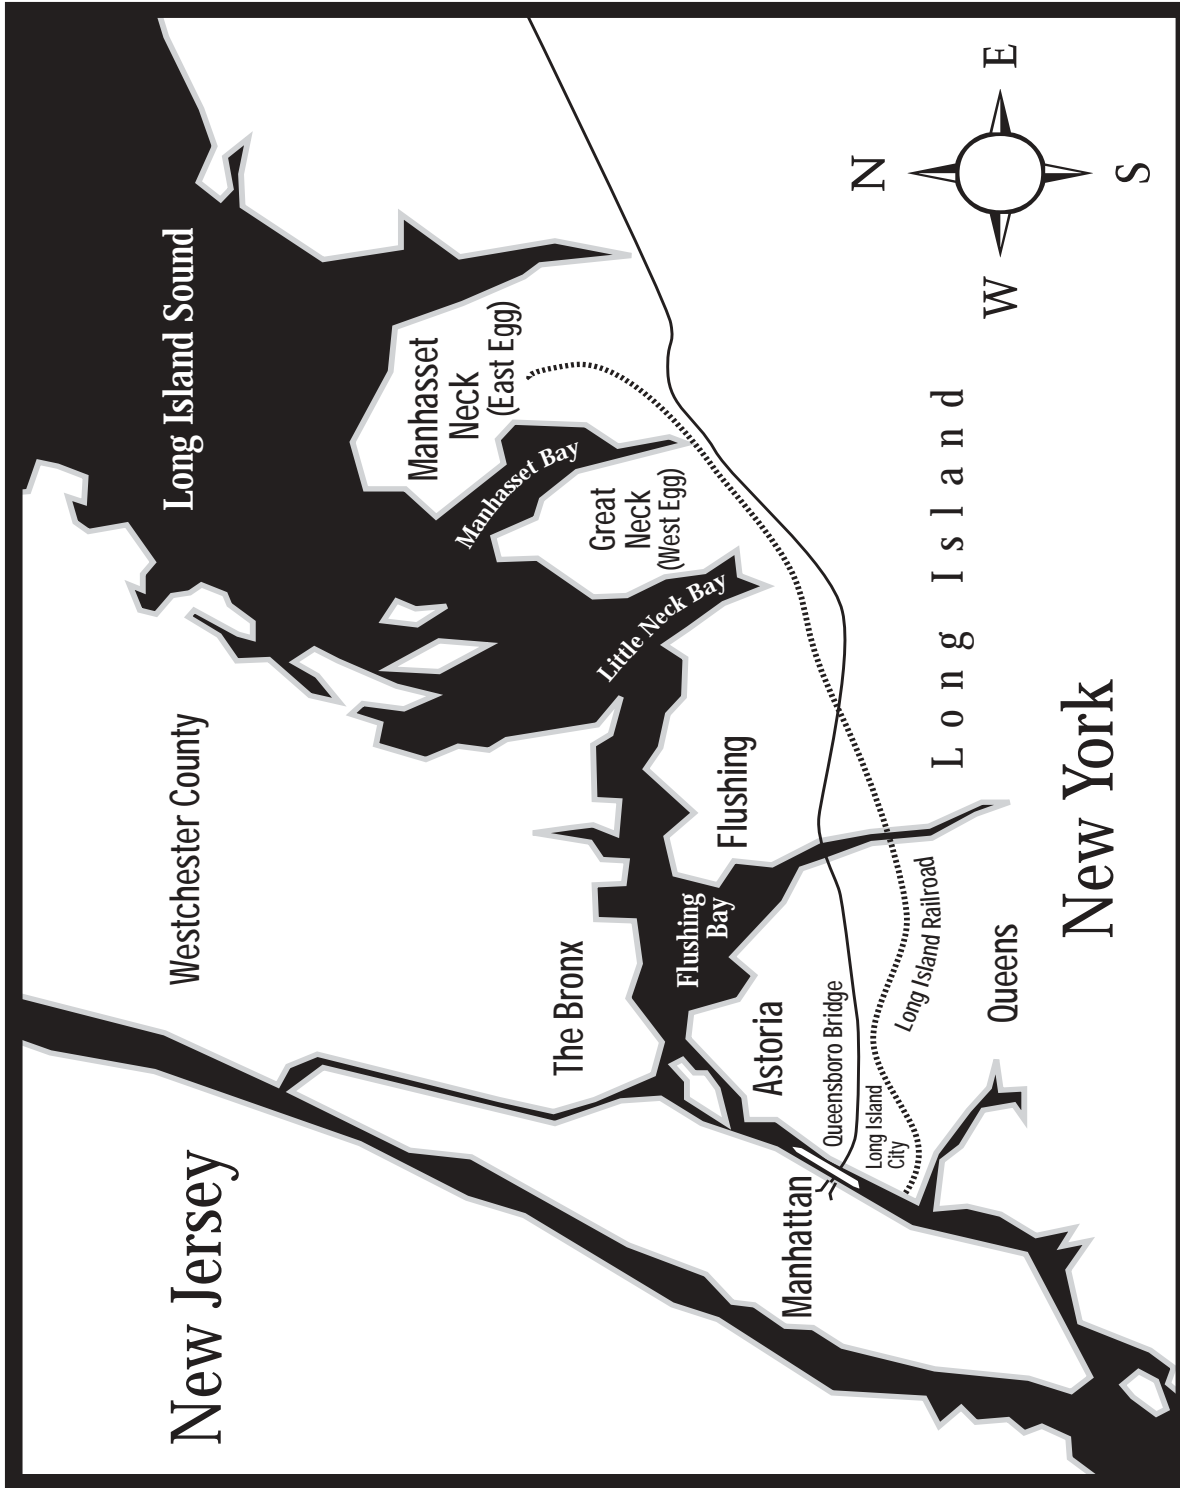 New Jersey
Westchester County
Long Island Sound
The Bronx
Manhasset
Neck
(East Egg)
Manhasset Bay
Great
Neck
(West Egg)
Little Neck Bay
Flushing
Flushing
Bay
Astoria
Manhattan
Queensboro Bridge
Long Island
City
Long Island Railroad
Queens
Long Island
New York
N
E
S
W